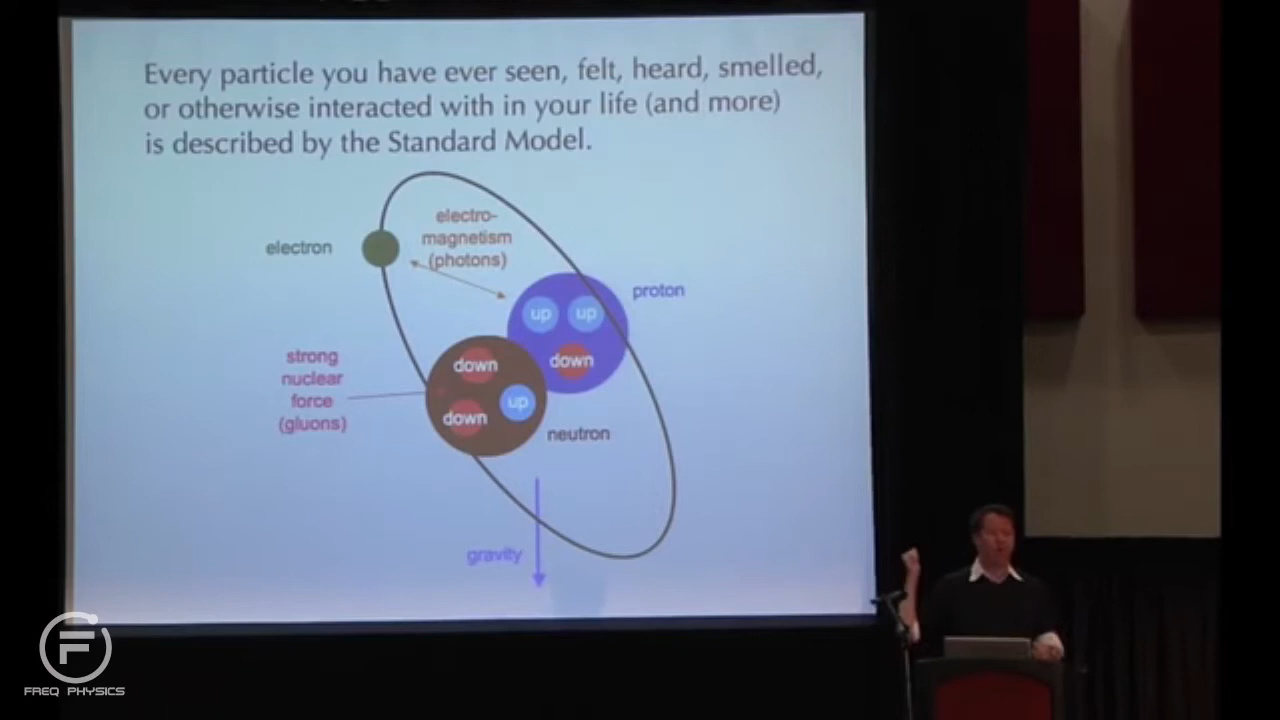 Every particle you have ever seen, felt, heard, smelled,
or otherwise interacted with in your life (and more)
is described by the Standard Model.
electro-
magnetism
(photons)
electron
proton
up
up
down
strong
nuclear
force
(gluons)
down
up
down
neutron
gravity
F
FREQ PHYSICS